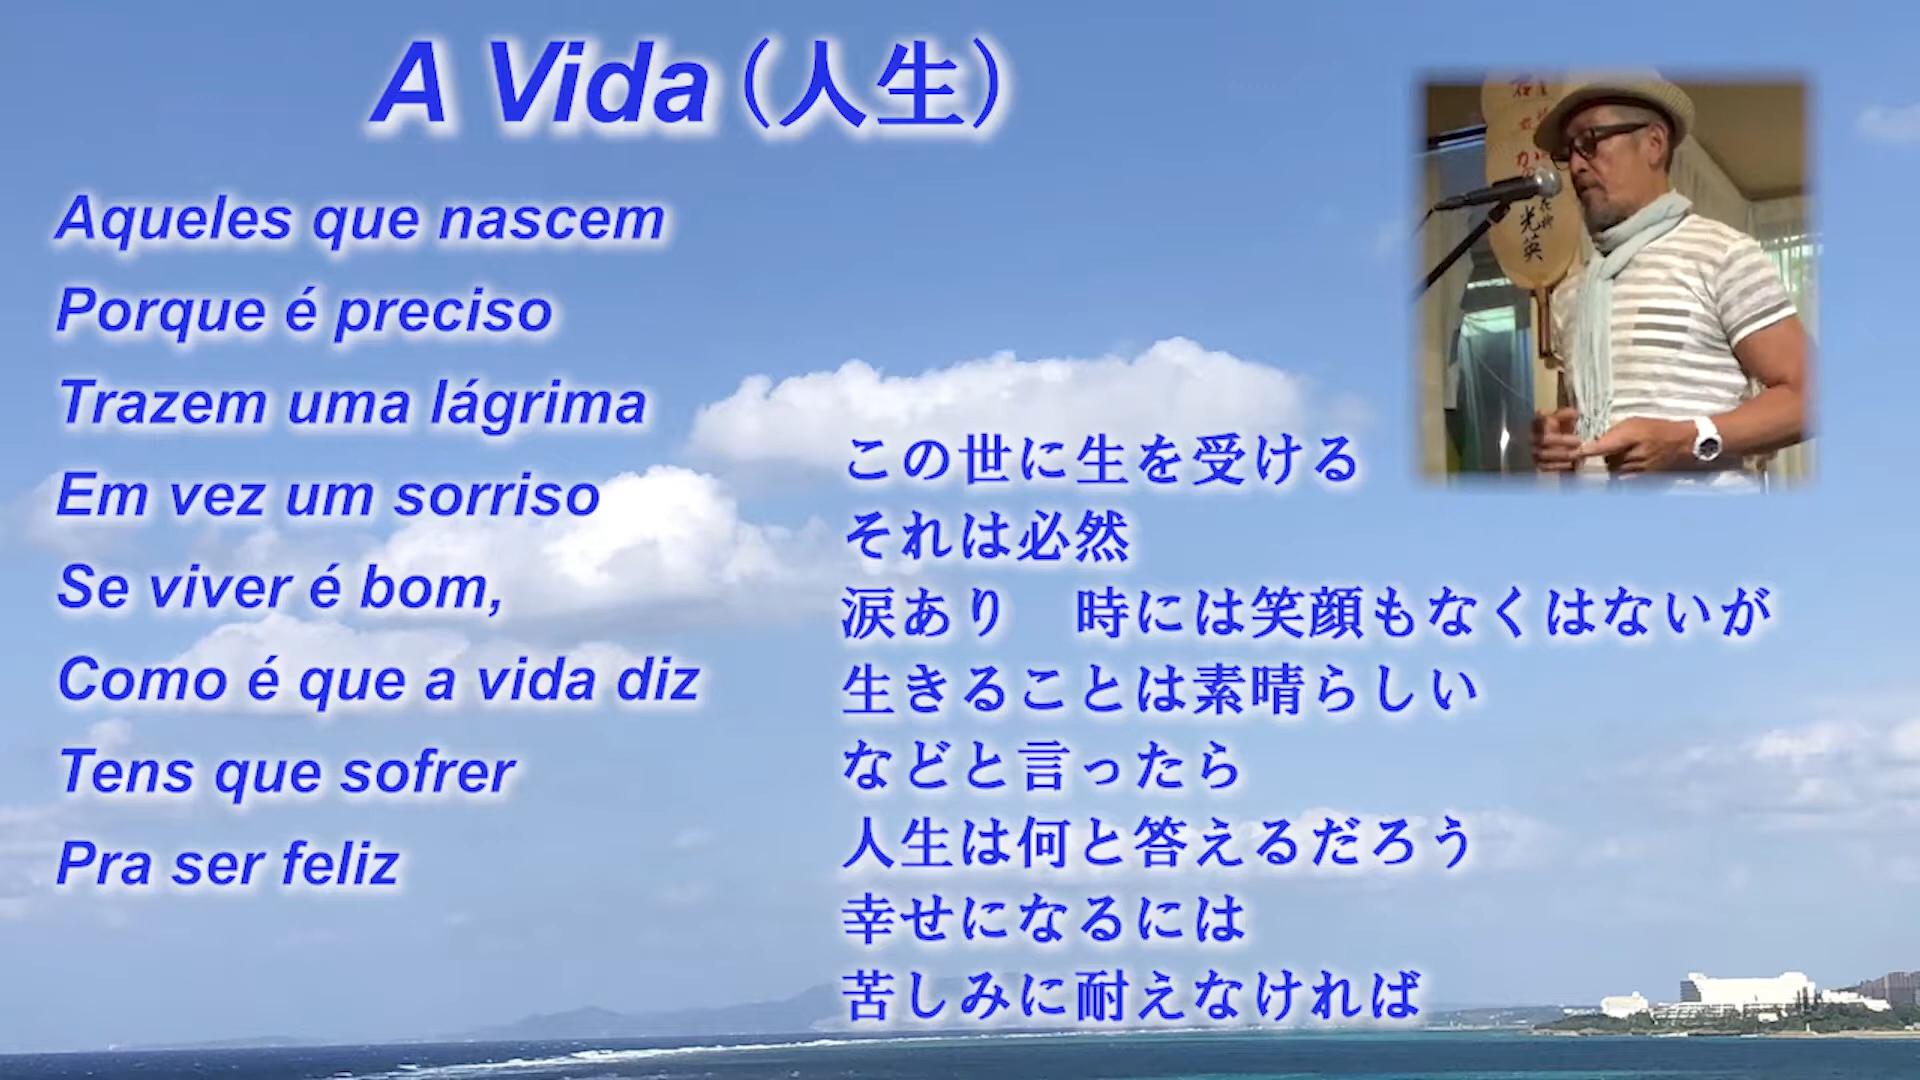 A Vida（人生）
Aqueles que nascem
Porque é preciso
Trazem uma lágrima
Em vez um sorriso
Se viver é bom,
Como é que a vida diz
Tens que sofrer
Pra ser feliz
この世に生を受ける
それは必然
涙あり　時には笑顔もなくはないが
生きることは素晴らしい
などと言ったら
人生は何と答えるだろう
幸せになるには
苦しみに耐えなければ
光英